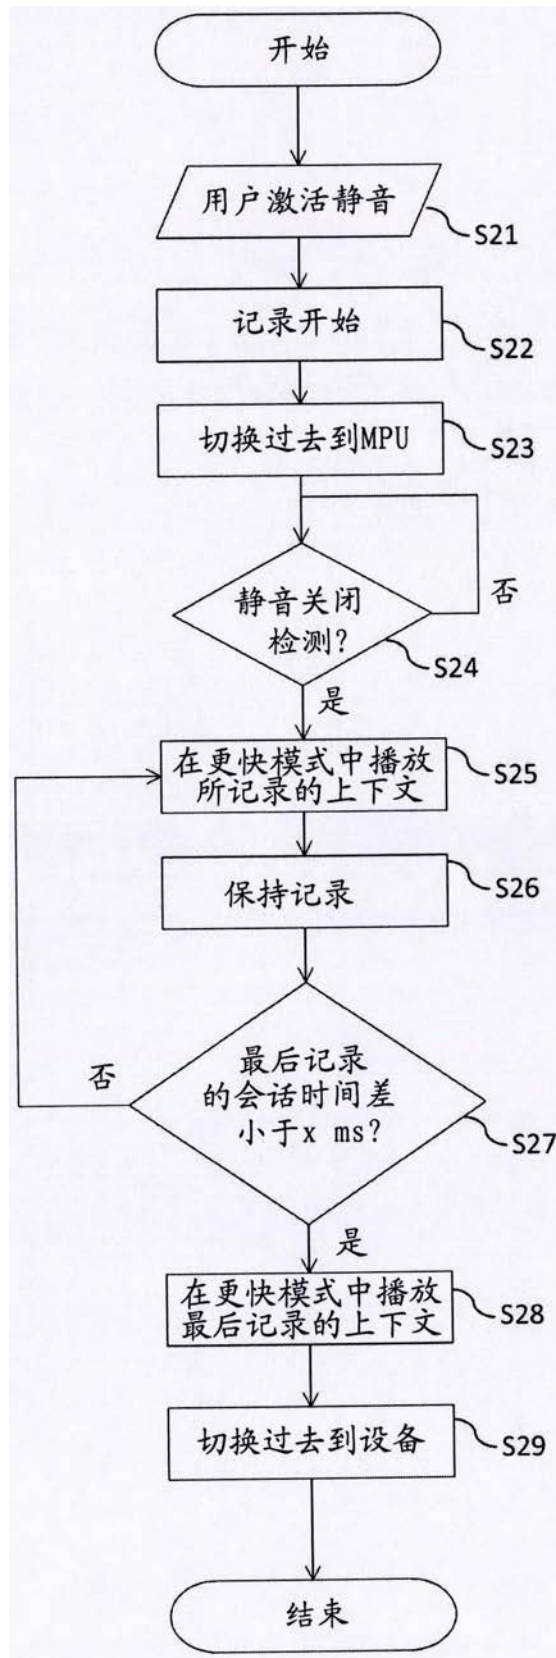 开始
用户激活静音
S21
记录开始
S22
切换过去到MPU
S23
静音关闭
检测?
否
S24
是
在更快模式中播放
所记录的上下文
S25
保持记录
S26
最后记录
的会话时间差
小于x ms?
否
S27
是
在更快模式中播放
最后记录的上下文
S28
切换过去到设备
S29
结束